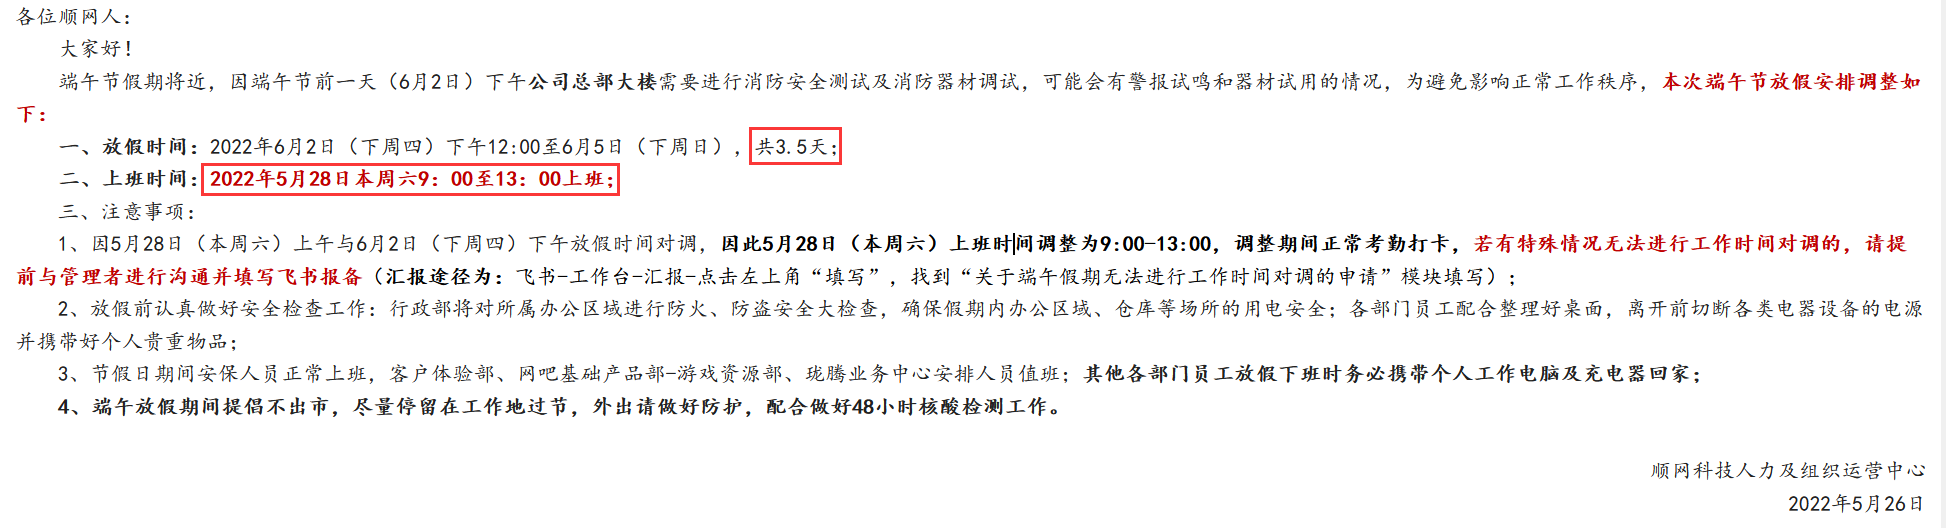 各位顺网人：
大家好！
端午节假期将近，因端午节前一天（6月2日）下午公司总部大楼需要进行消防安全测试及消防器材调试，可能会有警报试鸣和器材试用的情况，为避免影响正常工作秩序，本次端午节放假安排调整如
下：
一、放假时间：2022年6月2日（下周四）下午12:00至6月5日（下周日），共3.5天；
二、上班时间：2022年5月28日本周六9：00至13：00上班；
三、注意事项：
1、因5月28日（本周六）上午与6月2日（下周四）下午放假时间对调，因此5月28日（本周六）上班时间调整为9:00-13:00，调整期间正常考勤打卡，若有特殊情况无法进行工作时间对调的，请提
前与管理者进行沟通并填写飞书报备（汇报途径为：飞书-工作台-汇报-点击左上角“填写”，找到“关于端午假期无法进行工作时间对调的申请”模块填写）；
2、放假前认真做好安全检查工作：行政部将对所属办公区域进行防火、防盗安全大检查，确保假期内办公区域、仓库等场所的用电安全；各部门员工配合整理好桌面，离开前切断各类电器设备的电源
并携带好个人贵重物品；
3、节假日期间安保人员正常上班，客户体验部、网吧基础产品部-游戏资源部、珑腾业务中心安排人员值班；其他各部门员工放假下班时务必携带个人工作电脑及充电器回家；
4、端午放假期间提倡不出市，尽量停留在工作地过节，外出请做好防护，配合做好48小时核酸检测工作。
顺网科技人力及组织运营中心
2022年5月26日